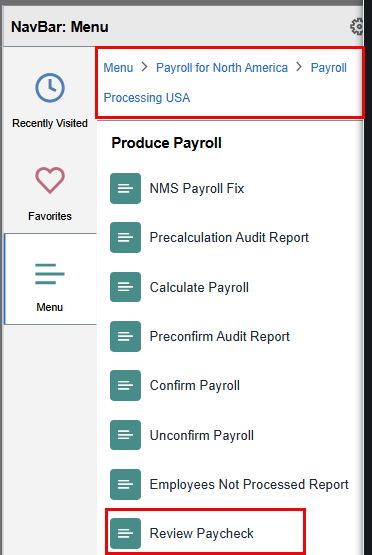 NavBar: Menu
Menu > Payroll for North America > Payroll
Processing USA
Recently Visited
Favorites
Menu
Produce Payroll
NMS Payroll Fix
Precalculation Audit Report
Calculate Payroll
Preconfirm Audit Report
Confirm Payroll
Unconfirm Payroll
Employees Not Processed Report
Review Paycheck